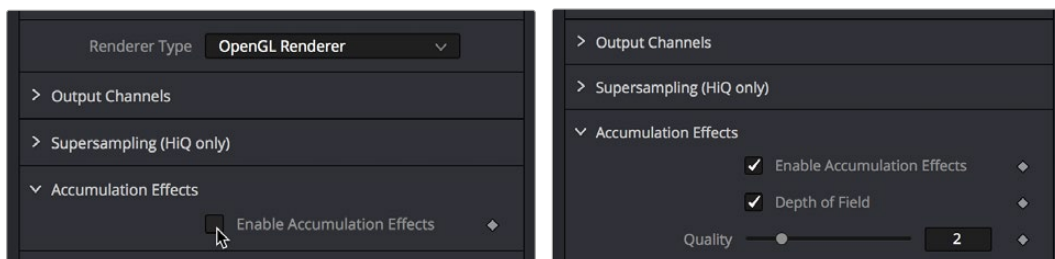 Renderer Type OpenGL Renderer
Output Channels
Supersampling (HiQ only)
Accumulation Effects
Enable Accumulation Effects
Output Channels
Supersampling (HiQ only)
Accumulation Effects
Enable Accumulation Effects
Depth of Field
Quality 2